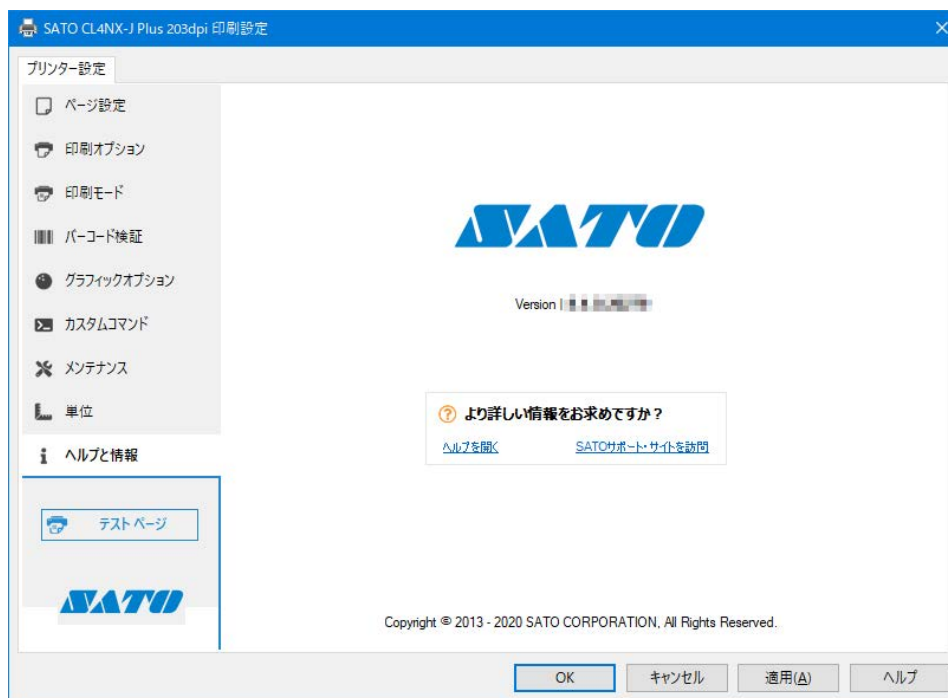 SATO CL4NX-J Plus 203dpi 印刷設定
プリンター設定
ページ設定
印刷オプション
印刷モード
バーコード検証
グラフィックオプション
カスタムコマンド
メンテナンス
単位
ヘルプと情報
テスト ページ
SATO
SATO
Version
より詳しい情報をお求めですか？
ヘルプを開く SATOサポート・サイトを訪問
Copyright © 2013 - 2020 SATO CORPORATION, All Rights Reserved.
OK キャンセル 適用(A) ヘルプ